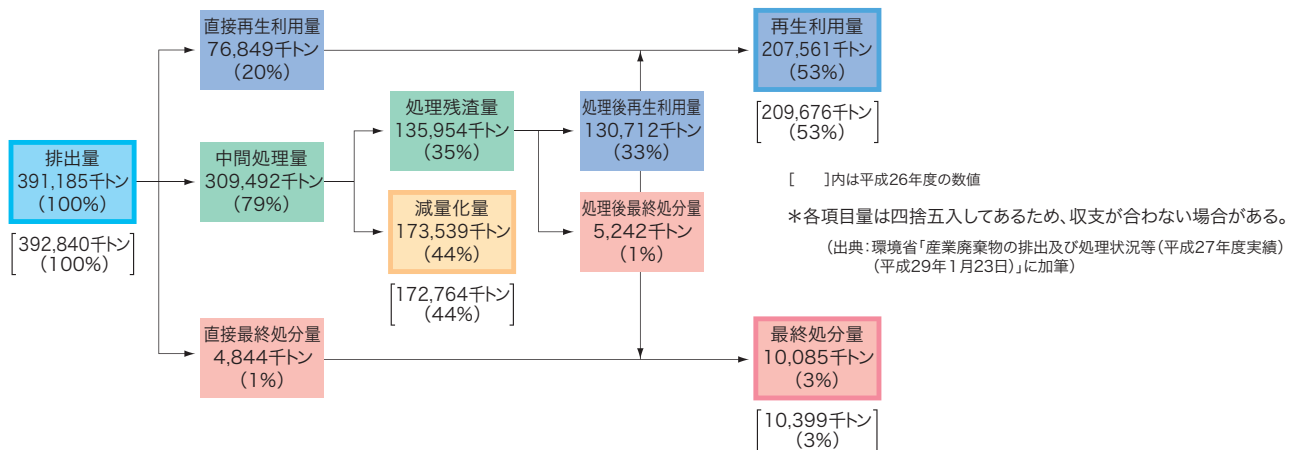 排出量
391,185千トン
(100%)
[392,840千トン
(100%)]
直接再生利用量
76,849千トン
(20%)
中間処理量
309,492千トン
(79%)
直接最終処分量
4,844千トン
(1%)
処理残渣量
135,954千トン
(35%)
減量化量
173,539千トン
(44%)
[172,764千トン
(44%)]
処理後再生利用量
130,712千トン
(33%)
処理後最終処分量
5,242千トン
(1%)
再生利用量
207,561千トン
(53%)
[209,676千トン
(53%)]
[　]内は平成26年度の数値
*各項目量は四捨五入してあるため、収支が合わない場合がある。
(出典:環境省「産業廃棄物の排出及び処理状況等(平成27年度実績)
(平成29年1月23日)」に加筆)
最終処分量
10,085千トン
(3%)
[10,399千トン
(3%)]